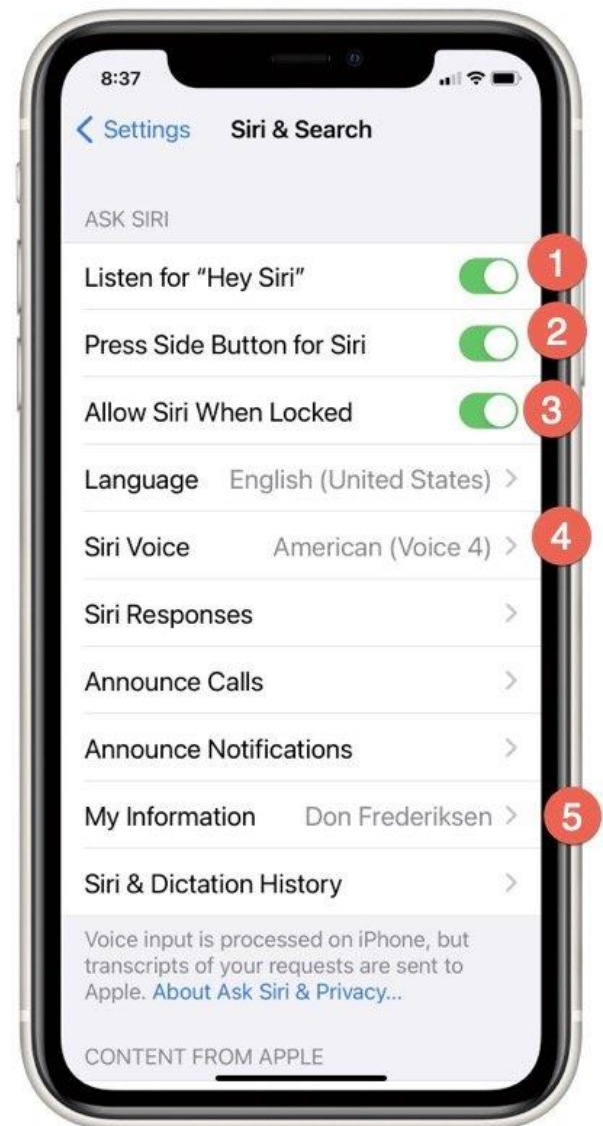 8:37
Settings Siri & Search
ASK SIRI
Listen for “Hey Siri” 1
Press Side Button for Siri 2
Allow Siri When Locked 3
Language English (United States)
Siri Voice American (Voice 4) 4
Siri Responses
Announce Calls
Announce Notifications
My Information Don Frederiksen 5
Siri & Dictation History
Voice input is processed on iPhone, but
transcripts of your requests are sent to
Apple. About Ask Siri & Privacy...
CONTENT FROM APPLE